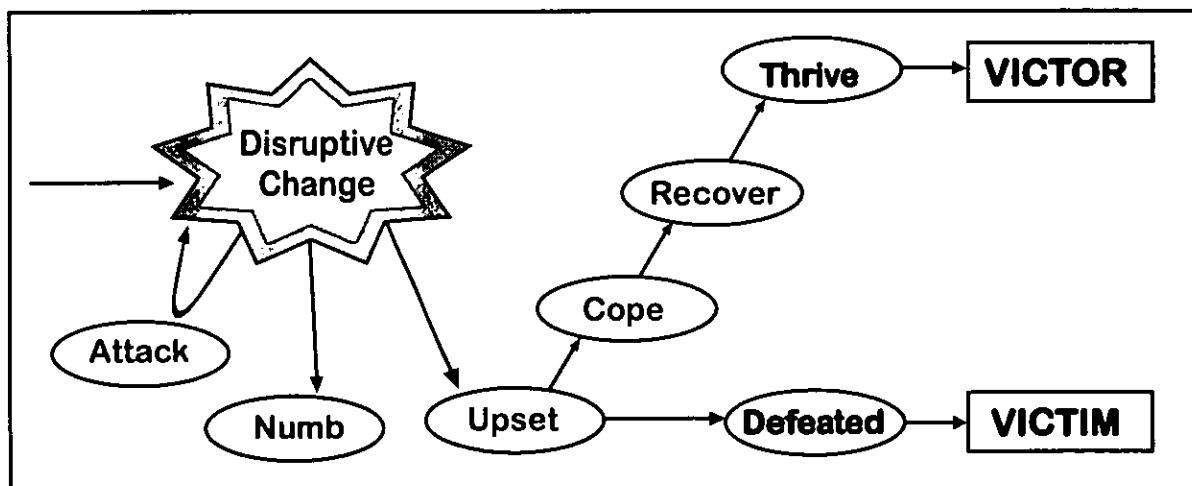 Disruptive
Change
Thrive
VICTOR
Recover
Cope
Attack
Numb
Upset
Defeated
VICTIM